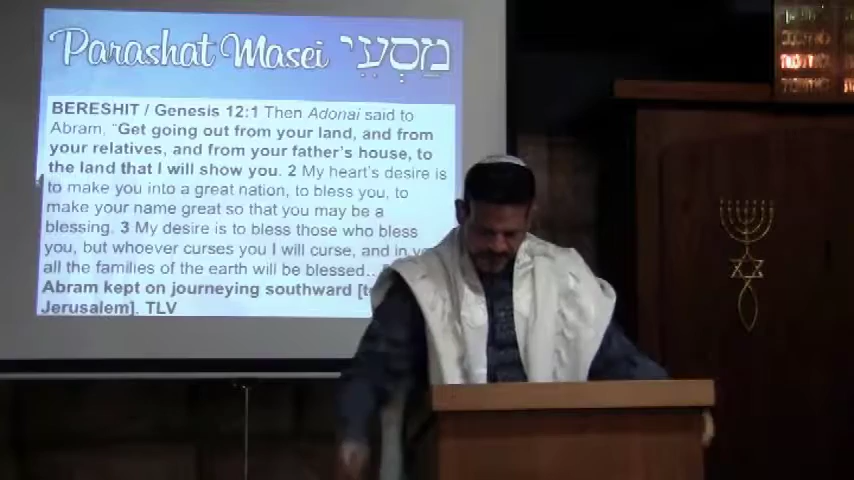 Parashat Masei מַסְעֵי
BERESHIT / Genesis 12:1 Then Adonai said to
Abram, “Get going out from your land, and from
your relatives, and from your father’s house, to
the land that I will show you. 2 My heart’s desire is
to make you into a great nation, to bless you, to
make your name great so that you may be a
blessing. 3 My desire is to bless those who bless
you, but whoever curses you I will curse, and in
all the families of the earth will be blessed..
Abram kept on journeying southward
Jerusalem]. TLV